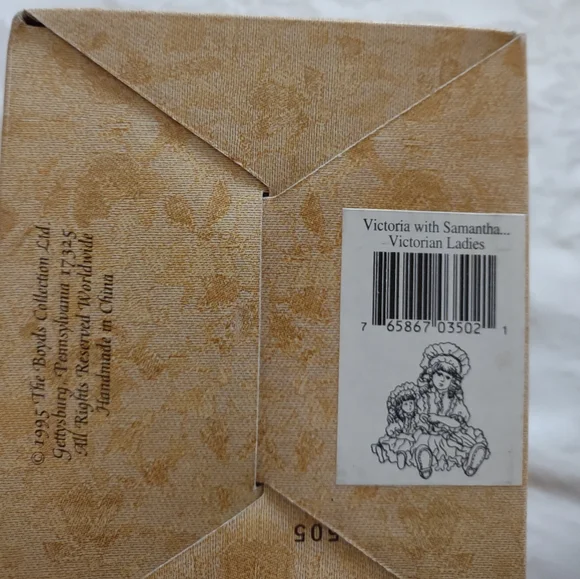 © 1995 The Boyds Collection Ltd.
Gettysburg, Pennsylvania 17325
All Rights Reserved Worldwide
Handmade in China
Victoria with Samantha...
Victorian Ladies
7 65867 03502 1
505